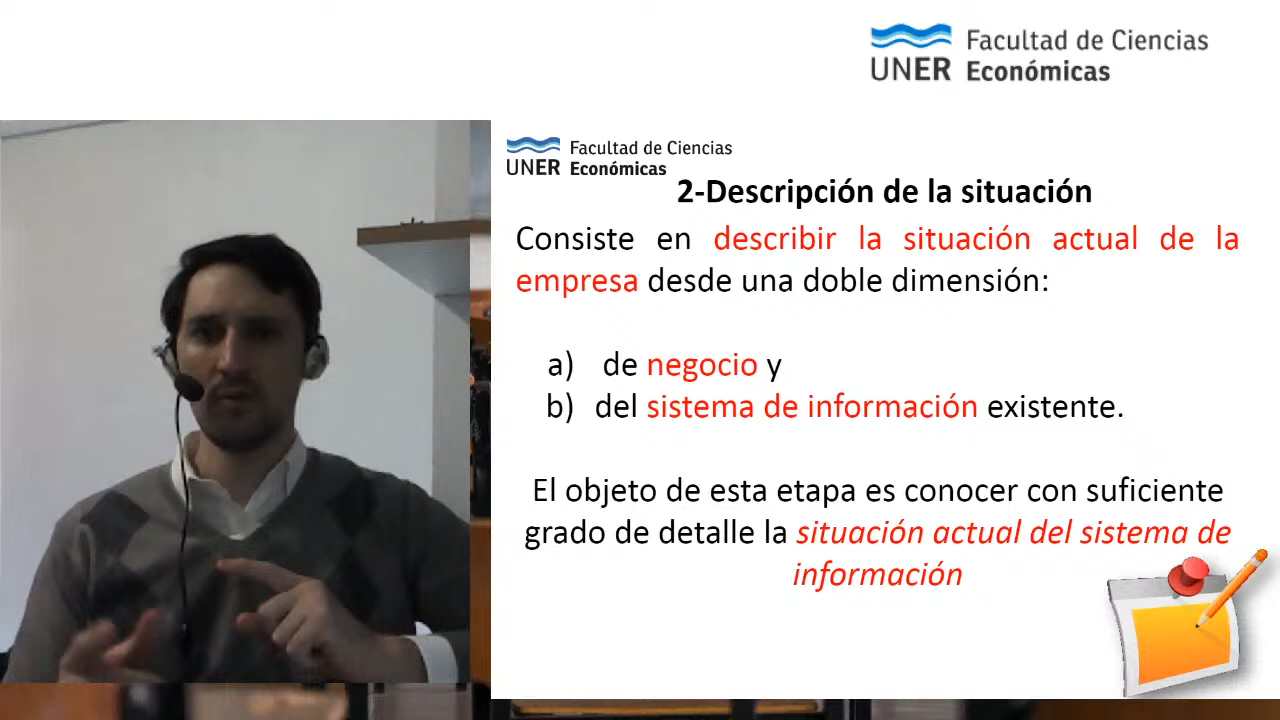 UNER Facultad de Ciencias
Económicas
UNER Facultad de Ciencias
Económicas
2-Descripción de la situación
Consiste en describir la situación actual de la
empresa desde una doble dimensión:
a) de negocio y
b) del sistema de información existente.
El objeto de esta etapa es conocer con suficiente
grado de detalle la situación actual del sistema de
información